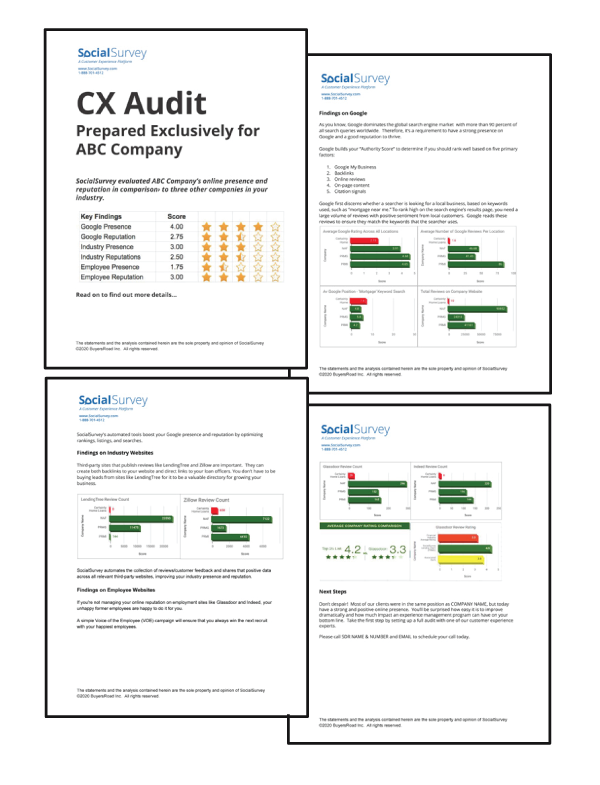 SocialSurvey
A Customer Experience Platform
www.SocialSurvey.com
1-888-701-4512
CX Audit
Prepared Exclusively for
ABC Company
SocialSurvey evaluated ABC Company's online presence and
reputation in comparison to three other companies in your
industry.
Key Findings Score
Google Presence 4.00
Google Reputation 2.75
Industry Presence 3.00
Industry Reputations 2.50
Employee Presence 1.75
Employee Reputation 3.00
Read on to find out more details...
The statements and the analysis contained herein are the sole property and opinion of SocialSurvey
©2020 BuyersRoad Inc. All rights reserved.
SocialSurvey
A Customer Experience Platform
www.SocialSurvey.com
1-888-701-4512
Findings on Google
As you know, Google dominates the global search engine market with more than 90 percent of
all search queries worldwide. Therefore, it's a requirement to have a strong presence on
Google and a good reputation to thrive.
Google builds your "Authority Score" to determine if you should rank well based on five primary
factors:
1. Google My Business
2. Backlinks
3. Online reviews
4. On-page content
5. Citation signals
Google first discerns whether a searcher is looking for a local business, based on keywords
used, such as "mortgage near me." To rank high on the search engine's results page, you need a
large volume of reviews with positive sentiment from local customers. Google reads these
reviews to ensure they match the keywords that the searcher uses.
Average Google Rating Across All Locations
Average Number of Google Reviews Per Location
on Google Position - "Mortgage Keyword Search
Total Reviews on Company Website
The statements and the analysis contained herein are the sole property and opinion of SocialSurvey
©2020 BuyersRoad Inc. All rights reserved.
SocialSurvey
A Customer Experience Platform
www.SocialSurvey.com
1-888-701-4512
SocialSurvey's automated tools boost your Google presence and reputation by optimizing
rankings, listings, and searches.
Findings on Industry Websites
Third-party sites that publish reviews like LendingTree and Zillow are important. They can
create both backlinks to your website and direct links to your loan officers. You don't have to be
buying leads from sites like LendingTree for it to be a valuable directory for growing your
business.
LendingTree Review Count
Zillow Review Count
SocialSurvey automates the collection of reviews/customer feedback and shares that positive data
across all relevant third-party websites, improving your industry presence and reputation.
Findings on Employee Websites
If you're not managing your online reputation on employment sites like Glassdoor and Indeed, your
unhappy former employees are happy to do it for you.
A simple Voice of the Employee (VOE) campaign will ensure that you always win the next recruit
with your happiest employees.
The statements and the analysis contained herein are the sole property and opinion of SocialSurvey
©2020 BuyersRoad Inc. All rights reserved.
SocialSurvey
A Customer Experience Platform
www.SocialSurvey.com
1-888-701-4512
Glassdoor Review Count
Indeed Review Count
AVERAGE COMPANY RATING COMPARISON
4.2
3.3
Glassdoor Review Rating
Next Steps
Don't despair! Most of our clients were in the same position as COMPANY NAME, but today
have a strong and positive online presence. You'll be surprised how easy it is to improve
dramatically and how much impact an experience management program can have on your
bottom line. Take the first step by setting up a full audit with one of our customer experience
experts.
Please call SDR NAME & NUMBER and EMAIL to schedule your call today.
The statements and the analysis contained herein are the sole property and opinion of SocialSurvey
©2020 BuyersRoad Inc. All rights reserved.